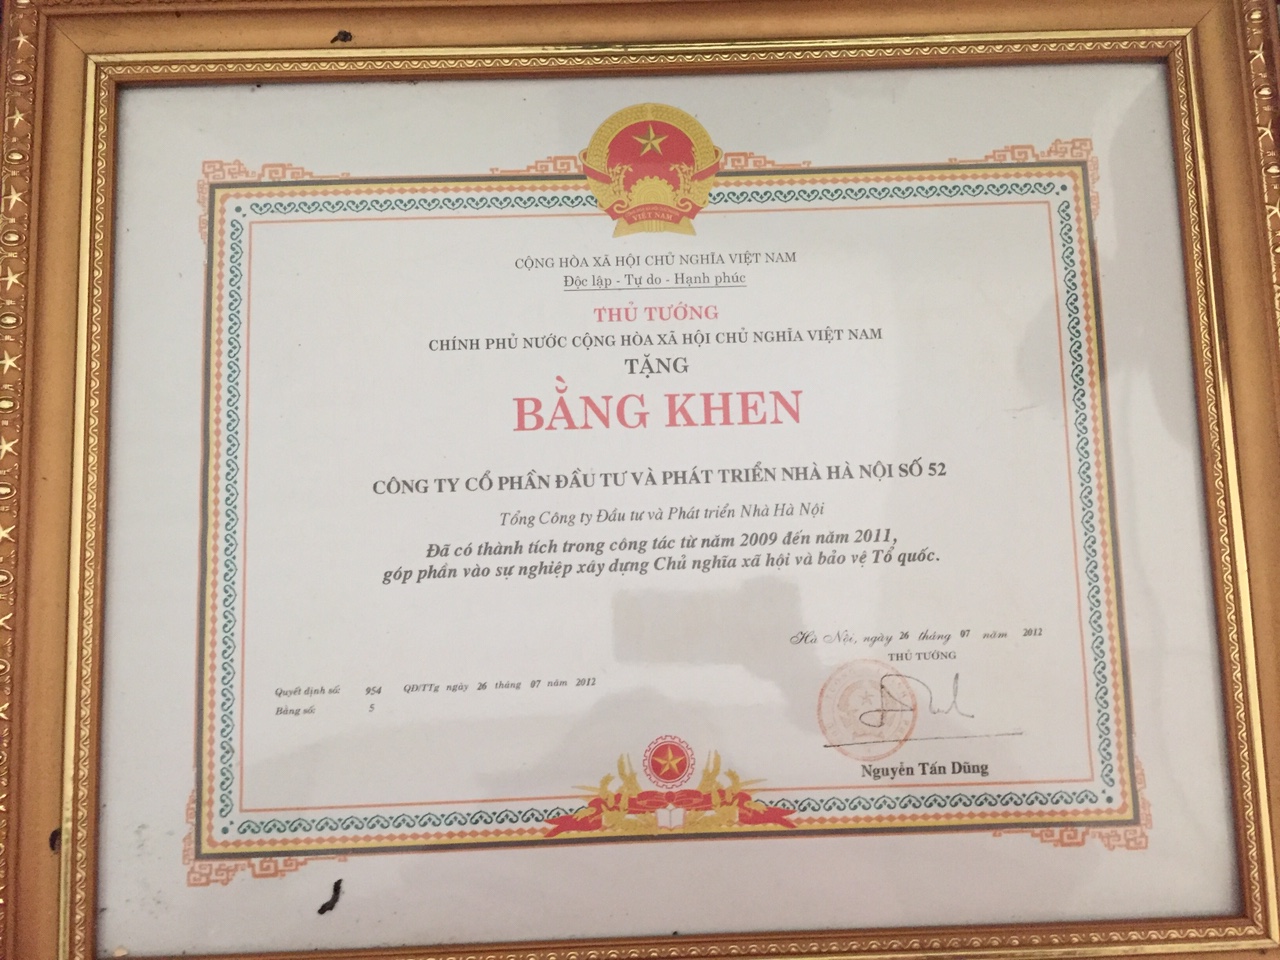 VIỆT NAM
CỘNG HÒA XÃ HỘI CHỦ NGHĨA VIỆT NAM
Độc lập - Tự do - Hạnh phúc
THỦ TƯỚNG
CHÍNH PHỦ NƯỚC CỘNG HÒA XÃ HỘI CHỦ NGHĨA VIỆT NAM
TẶNG
BẰNG KHEN
CÔNG TY CỔ PHẦN ĐẦU TƯ VÀ PHÁT TRIỂN NHÀ HÀ NỘI SỐ 52
Tổng Công ty Đầu tư và Phát triển Nhà Hà Nội
Đã có thành tích trong công tác từ năm 2009 đến năm 2011,
góp phần vào sự nghiệp xây dựng Chủ nghĩa xã hội và bảo vệ Tổ quốc.
Hà Nội, ngày 26 tháng 07 năm 2012
THỦ TƯỚNG
Quyết định số: 954 QĐ/TTg ngày 26 tháng 07 năm 2012
Bằng số: 5
Nguyễn Tấn Dũng